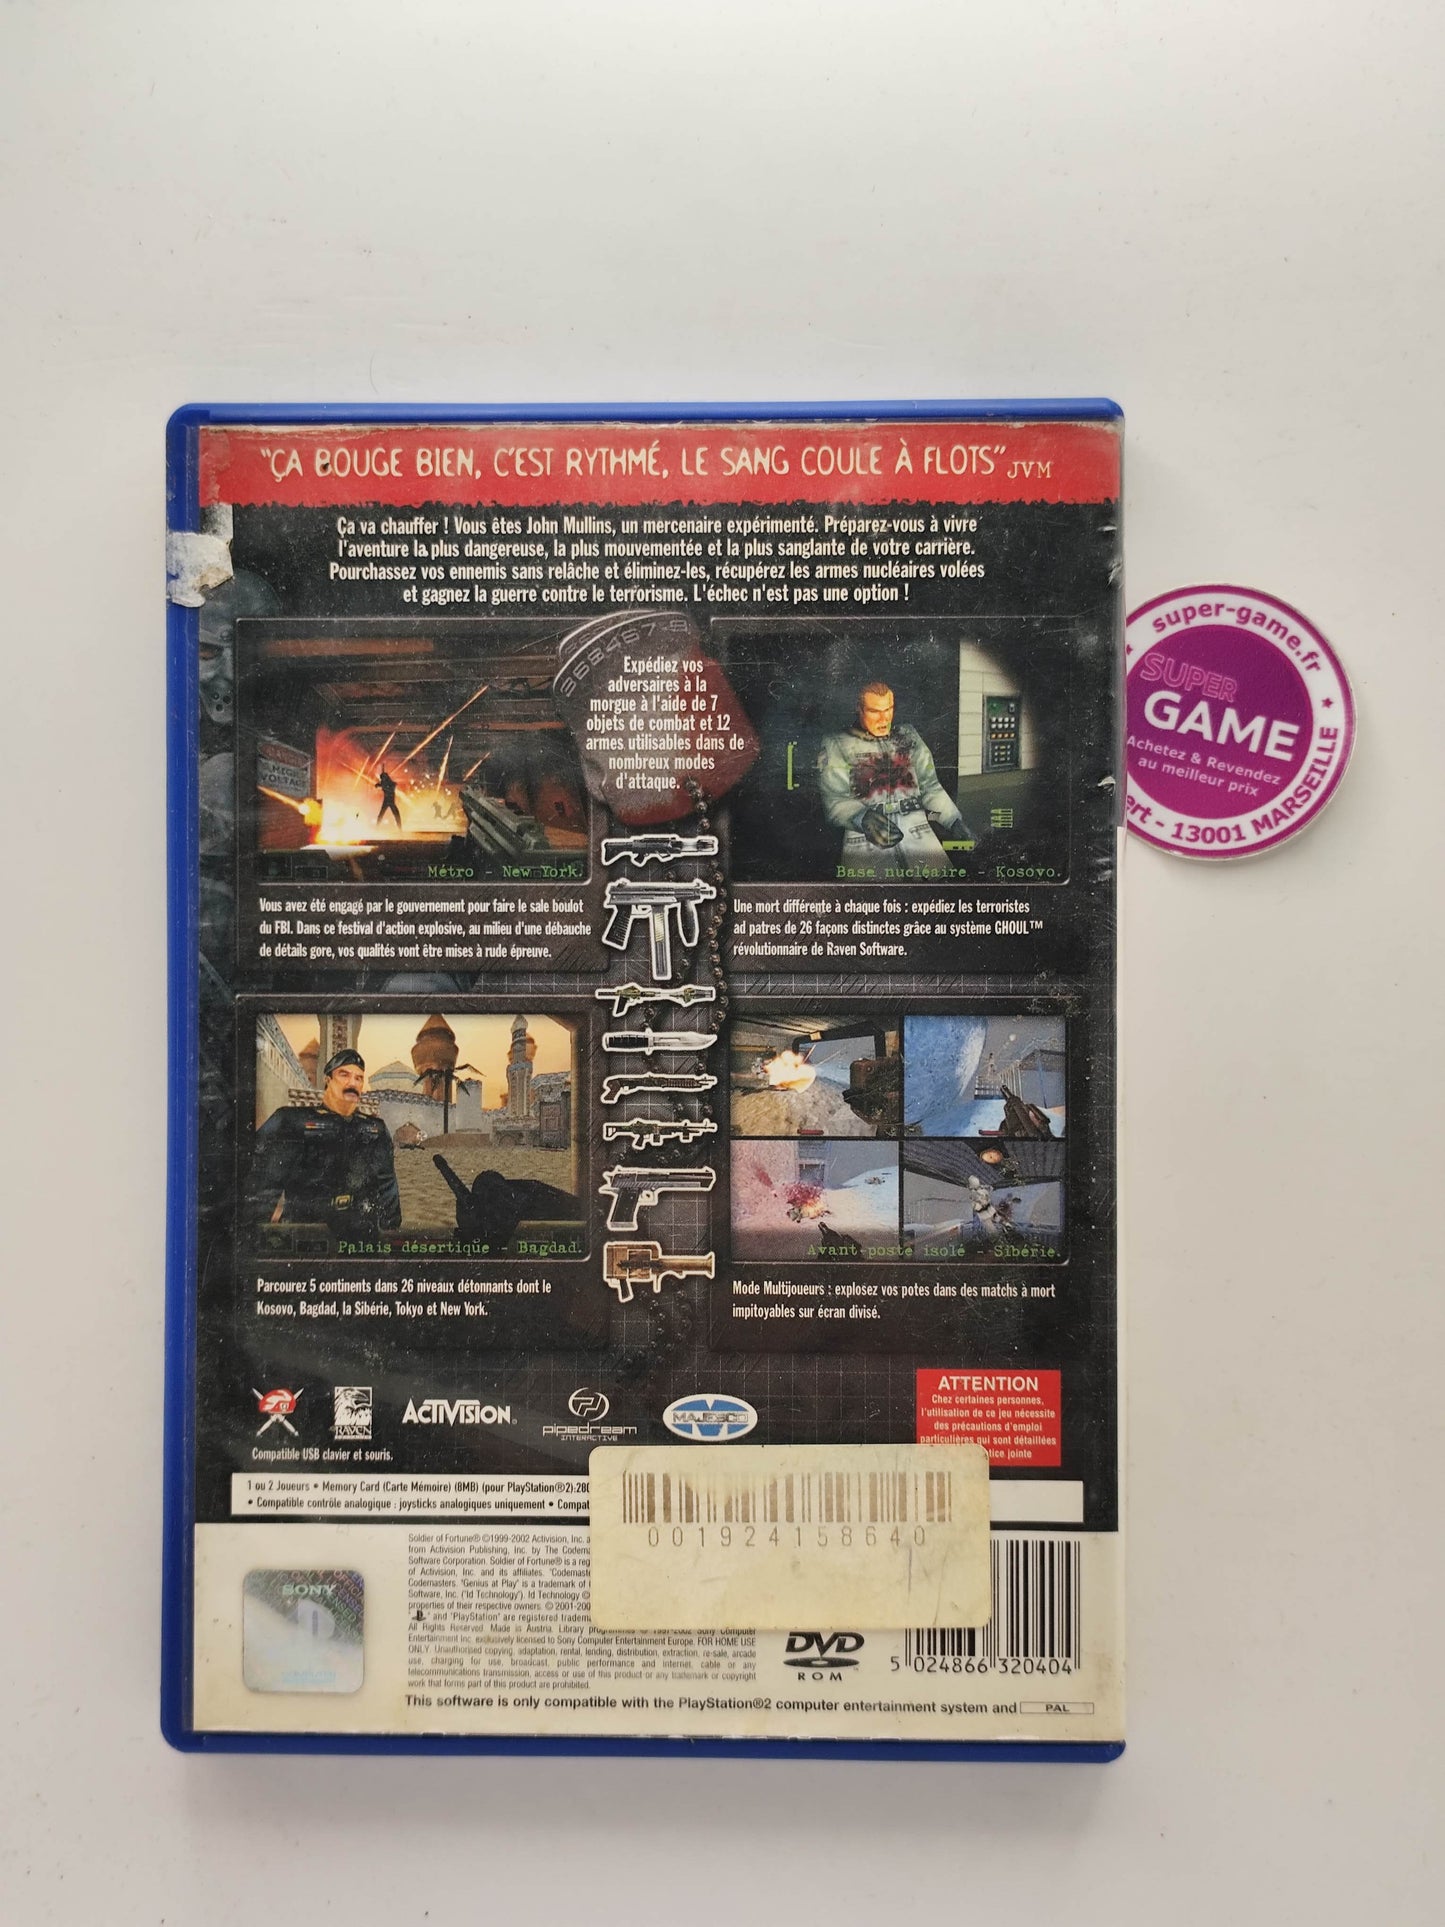 "ÇA BOUGE BIEN, C'EST RYTHMÉ, LE SANG COULE À FLOTS" JVM
Ça va chauffer ! Vous êtes John Mullins, un mercenaire expérimenté. Préparez-vous à vivre
l'aventure la plus dangereuse, la plus mouvementée et la plus sanglante de votre carrière.
Pourchassez vos ennemis sans relâche et éliminez-les, récupérez les armes nucléaires volées
et gagnez la guerre contre le terrorisme. L'échec n'est pas une option !
Expédiez vos
adversaires à la
morgue à l'aide de 7
objets de combat et 12
armes utilisables dans de
nombreux modes
d'attaque.
Métro - New York.
Vous avez été engagé par le gouvernement pour faire le sale boulot
du FBI. Dans ce festival d'action explosive, au milieu d'une débauche
de détails gore, vos qualités vont être mises à rude épreuve.
Base nucléaire - Kosovo.
Une mort différente à chaque fois : expédiez les terroristes
ad patres de 26 façons distinctes grâce au système GHOUL™
révolutionnaire de Raven Software.
Palais désertique - Bagdad.
Parcourez 5 continents dans 26 niveaux détonnants dont le
Kosovo, Bagdad, la Sibérie, Tokyo et New York.
Avant-poste isolé - Sibérie.
Mode Multijoueurs : explosez vos potes dans des matchs à mort
impitoyables sur écran divisé.
super-game.fr
SUPER
GAME
Achetez & Revendez
au meilleur prix
ert - 13001 MARSEILLE
RAVEN
ACTIVISION®
pipedream
INTERACTIVE
MAJESCO
Compatible USB clavier et souris.
ATTENTION
Chez certaines personnes,
l'utilisation de ce jeu nécessite
des précautions d'emploi
particulières qui sont détaillées
tice jointe
1 ou 2 Joueurs • Memory Card (Carte Mémoire) (8MB) (pour PlayStation®2):280
• Compatible contrôle analogique : joysticks analogiques uniquement • Compat
001924158640
Soldier of Fortune® ©1999-2002 Activision, Inc. a
from Activision Publishing, Inc. by The Codem
Software Corporation. Soldier of Fortune® is a reg
of Activision, Inc. and its affiliates. "Codemast
Codemasters. "Genius at Play" is a trademark of
Software, Inc. ("Id Technology"). Id Technology ©
properties of their respective owners. © 2001-200
" " and "PlayStation" are registered tradem
All Rights Reserved. Made in Austria. Library programmes © 1997-2002 Sony Computer
Entertainment Inc. exclusively licensed to Sony Computer Entertainment Europe. FOR HOME USE
ONLY. Unauthorised copying, adaptation, rental, lending, distribution, extraction, re-sale, arcade
use, charging for use, broadcast, public performance and internet, cable or any
telecommunications transmission, access or use of this product or any trademark or copyright
work that forms part of this product are prohibited.
SONY
DVD
ROM
5 024866 320404
This software is only compatible with the PlayStation®2 computer entertainment system and PAL